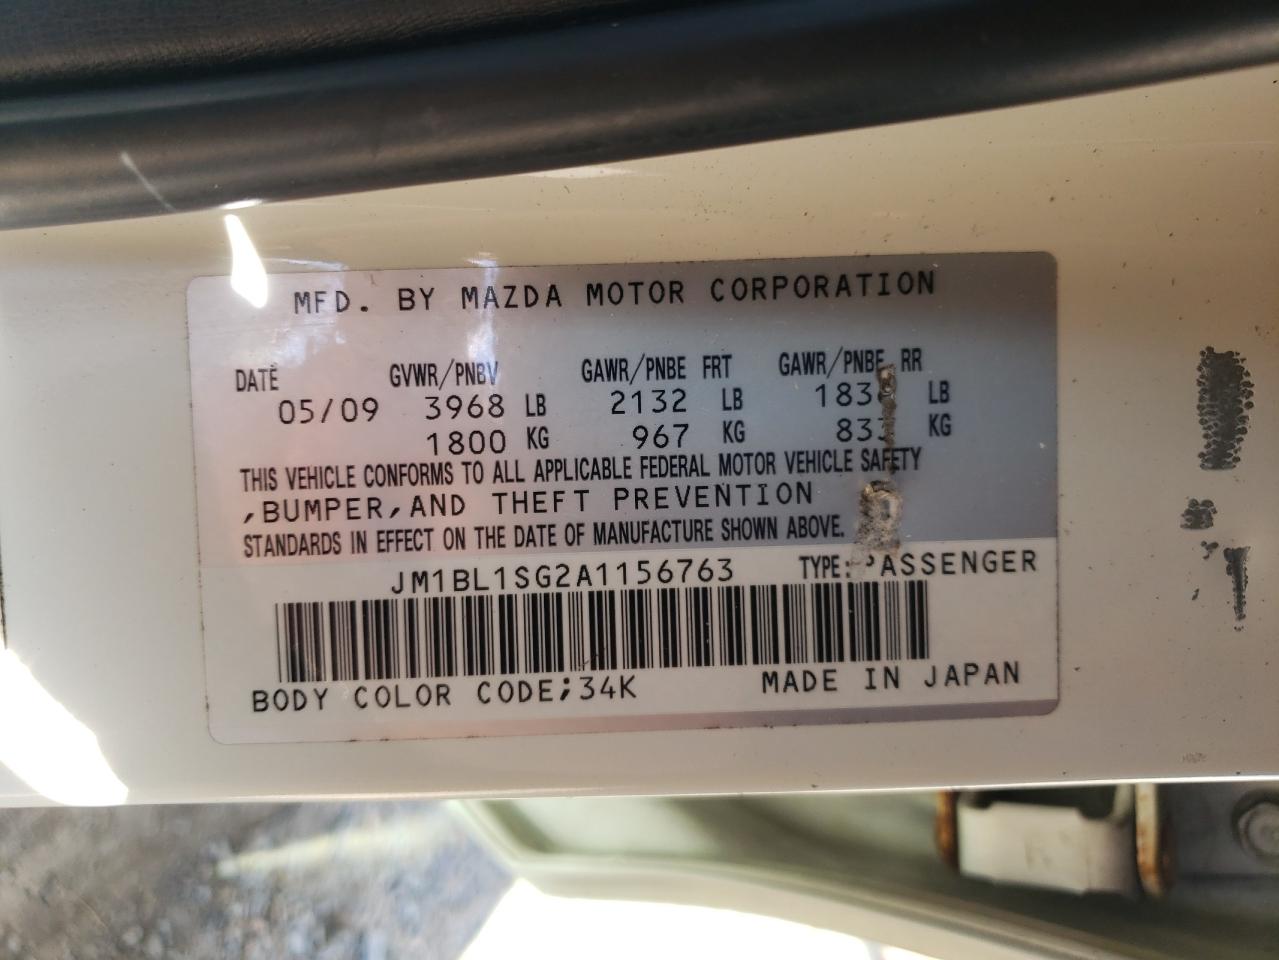 MFD. BY MAZDA MOTOR CORPORATION
DATE GVWR/PNBV GAWR/PNBE FRT GAWR/PNBE RR
05/09 3968 LB 2132 LB LB
1800 KG 967 KG KG
THIS VEHICLE CONFORMS TO ALL APPLICABLE FEDERAL MOTOR VEHICLE SAFETY
,BUMPER,AND THEFT PREVENTION
STANDARDS IN EFFECT ON THE DATE OF MANUFACTURE SHOWN ABOVE.
JM1BL1SG2A1156763 TYPE: PASSENGER
BODY COLOR CODE;34K MADE IN JAPAN